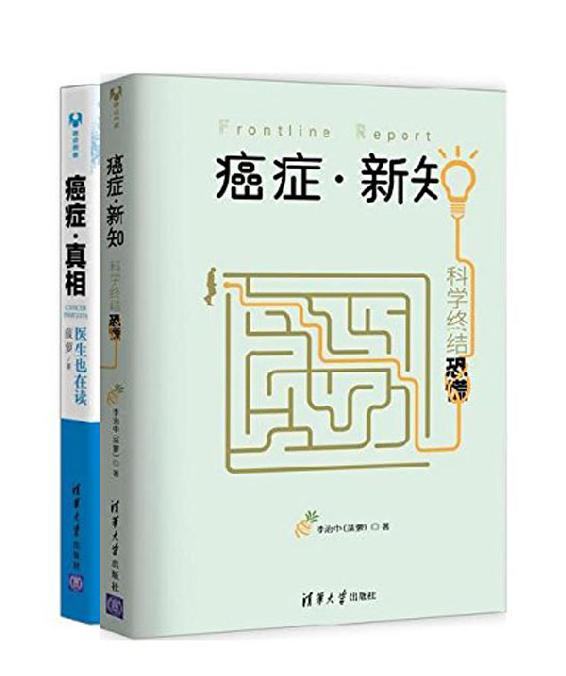 Frontline Report
癌症·新知
科学终结恐慌
李治中(菠萝) ◎ 著
清华大学出版社
癌症·新知
科学终结恐慌
李治中(菠萝) ◎ 著
清华大学出版社
癌症·真相
CANCER
INSIGHTS
医生也在读
菠萝/著
清华大学出版社